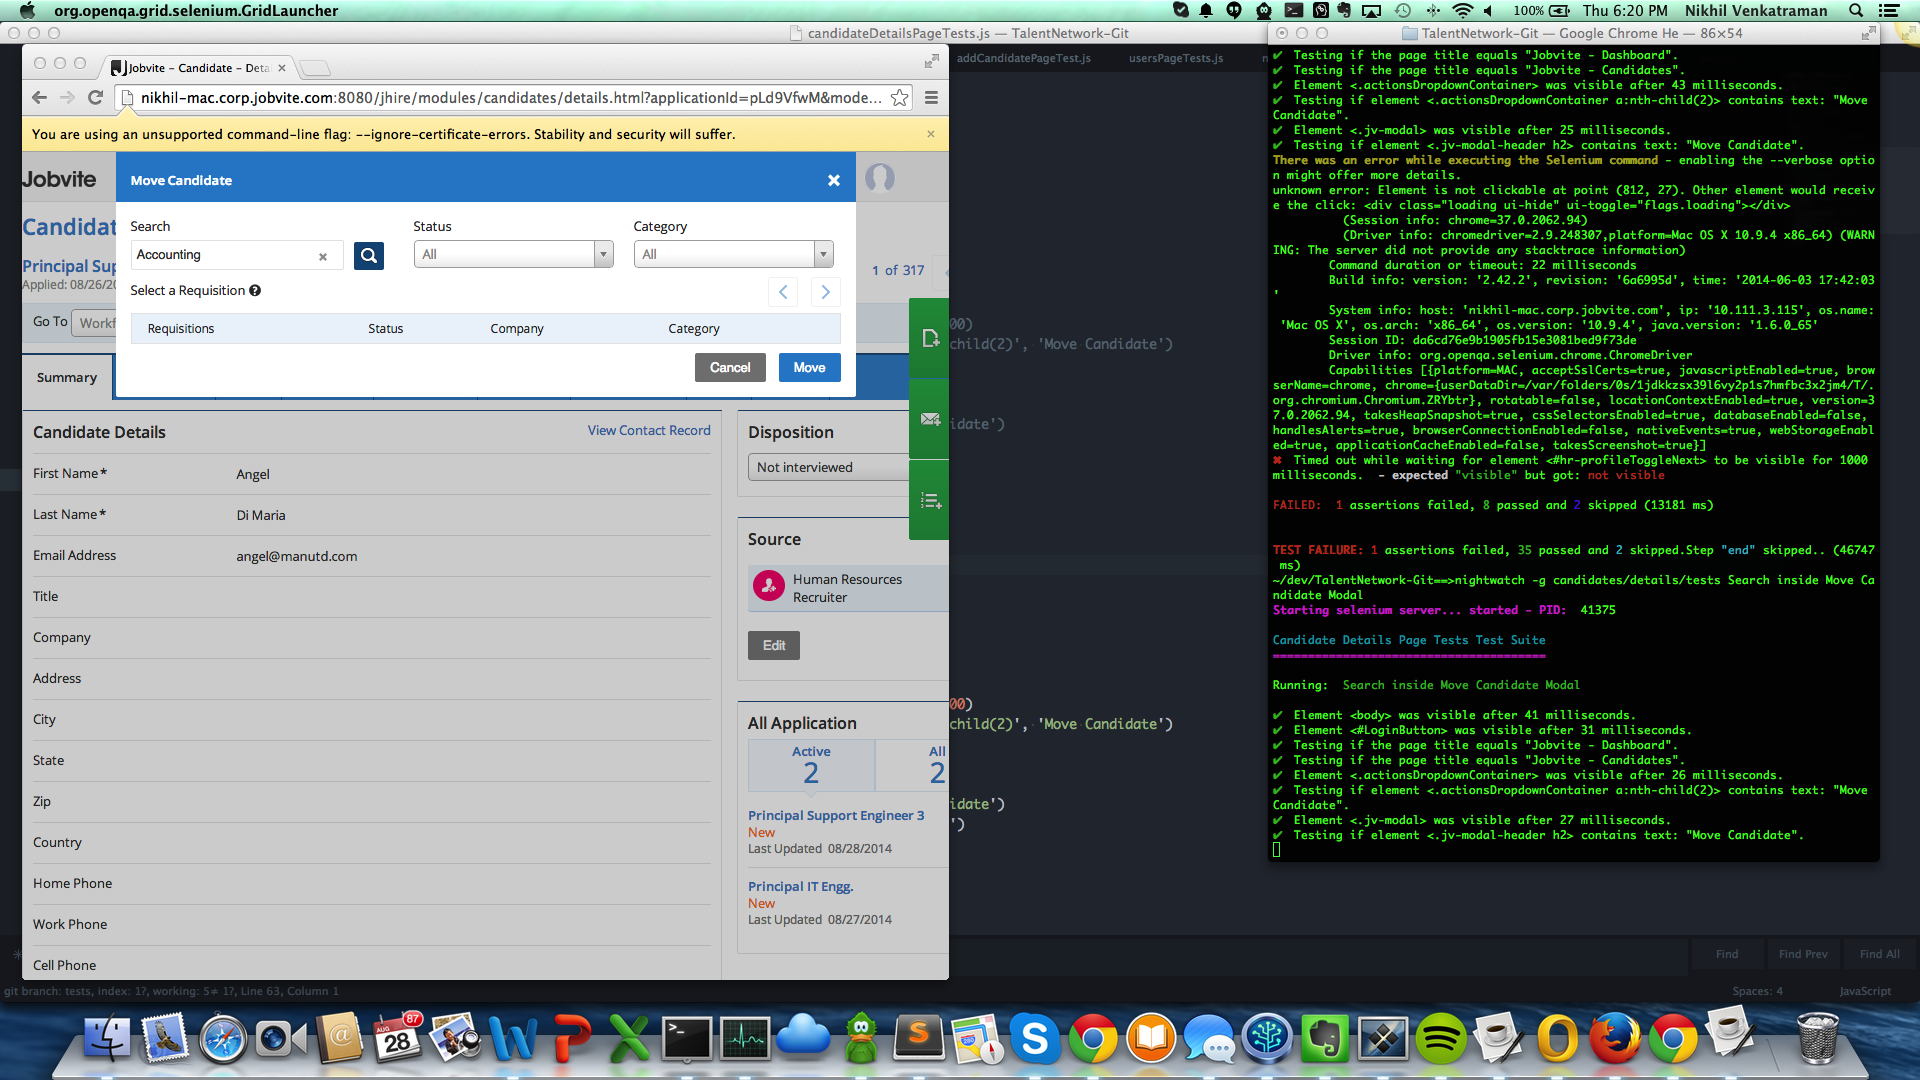 org.openqa.grid.selenium.GridLauncher
100%
Thu 6:20 PM
Nikhil Venkatraman
candidateDetailsPageTests.js — TalentNetwork-Git
addCandidatePageTest.js
usersPageTests.js
Jobvite - Candidate - Deta
nikhil-mac.corp.jobvite.com:8080/jhire/modules/candidates/details.html?applicationId=pLd9VfwM&mode...
You are using an unsupported command-line flag: --ignore-certificate-errors. Stability and security will suffer.
Jobvite
Move Candidate
Candidat
Search
Status
Category
Accounting
All
All
Principal Sup
Applied: 08/26/20
1 of 317
Select a Requisition
Go To
Workf
Requisitions
Status
Company
Category
Cancel
Move
Summary
Candidate Details
View Contact Record
First Name*
Angel
Last Name*
Di Maria
Email Address
angel@manutd.com
Title
Company
Address
City
State
Zip
Country
Home Phone
Work Phone
Cell Phone
Disposition
Not interviewed
Source
Human Resources
Recruiter
Edit
All Application
Active
2
All
2
Principal Support Engineer 3
New
Last Updated 08/28/2014
Principal IT Engg.
New
Last Updated 08/27/2014
00)
child(2)', 'Move Candidate')
idate')
00)
child(2)', 'Move Candidate')
idate')
')
TalentNetwork-Git — Google Chrome He — 86×54
✔ Testing if the page title equals "Jobvite - Dashboard".
✔ Testing if the page title equals "Jobvite - Candidates".
✔ Element <.actionsDropdownContainer> was visible after 43 milliseconds.
✔ Testing if element <.actionsDropdownContainer a:nth-child(2)> contains text: "Move
Candidate".
✔ Element <.jv-modal> was visible after 25 milliseconds.
✔ Testing if element <.jv-modal-header h2> contains text: "Move Candidate".
There was an error while executing the Selenium command - enabling the --verbose optio
n might offer more details.
unknown error: Element is not clickable at point (812, 27). Other element would receiv
e the click: <div class="loading ui-hide" ui-toggle="flags.loading"></div>
(Session info: chrome=37.0.2062.94)
(Driver info: chromedriver=2.9.248307,platform=Mac OS X 10.9.4 x86_64) (WARN
ING: The server did not provide any stacktrace information)
Command duration or timeout: 22 milliseconds
Build info: version: '2.42.2', revision: '6a6995d', time: '2014-06-03 17:42:03
'
System info: host: 'nikhil-mac.corp.jobvite.com', ip: '10.111.3.115', os.name:
'Mac OS X', os.arch: 'x86_64', os.version: '10.9.4', java.version: '1.6.0_65'
Session ID: da6cd76e9b1905fb15e3081bed9f73de
Driver info: org.openqa.selenium.chrome.ChromeDriver
Capabilities [{platform=MAC, acceptSslCerts=true, javascriptEnabled=true, brow
serName=chrome, chrome={userDataDir=/var/folders/0s/1jdkkzsx39l6vy2p1s7hmfbc3x2jm4/T/.
org.chromium.Chromium.ZRYbtr}, rotatable=false, locationContextEnabled=true, version=3
7.0.2062.94, takesHeapSnapshot=true, cssSelectorsEnabled=true, databaseEnabled=false,
handlesAlerts=true, browserConnectionEnabled=false, nativeEvents=true, webStorageEnabl
ed=true, applicationCacheEnabled=false, takesScreenshot=true}]
✖ Timed out while waiting for element <#hr-profileToggleNext> to be visible for 1000
milliseconds. - expected "visible" but got: not visible
FAILED: 1 assertions failed, 8 passed and 2 skipped (13181 ms)
TEST FAILURE: 1 assertions failed, 35 passed and 2 skipped.Step "end" skipped.. (46747
ms)
~/dev/TalentNetwork-Git==>nightwatch -g candidates/details/tests Search inside Move Ca
ndidate Modal
Starting selenium server... started - PID: 41375
Candidate Details Page Tests Test Suite
=======================================
Running: Search inside Move Candidate Modal
✔ Element <body> was visible after 41 milliseconds.
✔ Element <#LoginButton> was visible after 31 milliseconds.
✔ Testing if the page title equals "Jobvite - Dashboard".
✔ Testing if the page title equals "Jobvite - Candidates".
✔ Element <.actionsDropdownContainer> was visible after 26 milliseconds.
✔ Testing if element <.actionsDropdownContainer a:nth-child(2)> contains text: "Move
Candidate".
✔ Element <.jv-modal> was visible after 27 milliseconds.
✔ Testing if element <.jv-modal-header h2> contains text: "Move Candidate".
Find
Find Prev
Find All
git branch: tests, index: 1?, working: 5≠ 1?, Line 63, Column 1
Spaces: 4
JavaScript
AUG
28
87
280